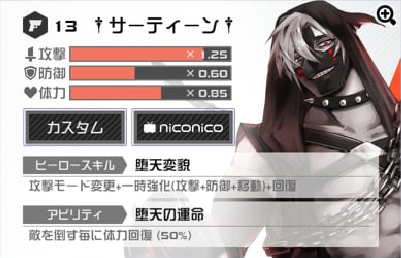 13 †サーティーン†
攻撃 ×1.25
防御 ×0.60
体力 ×0.85
カスタム niconico
ヒーロースキル 堕天変貌
攻撃モード変更+一時強化(攻撃+防御+移動)+回復
アビリティ 堕天の運命
敵を倒す毎に体力回復 (50%)